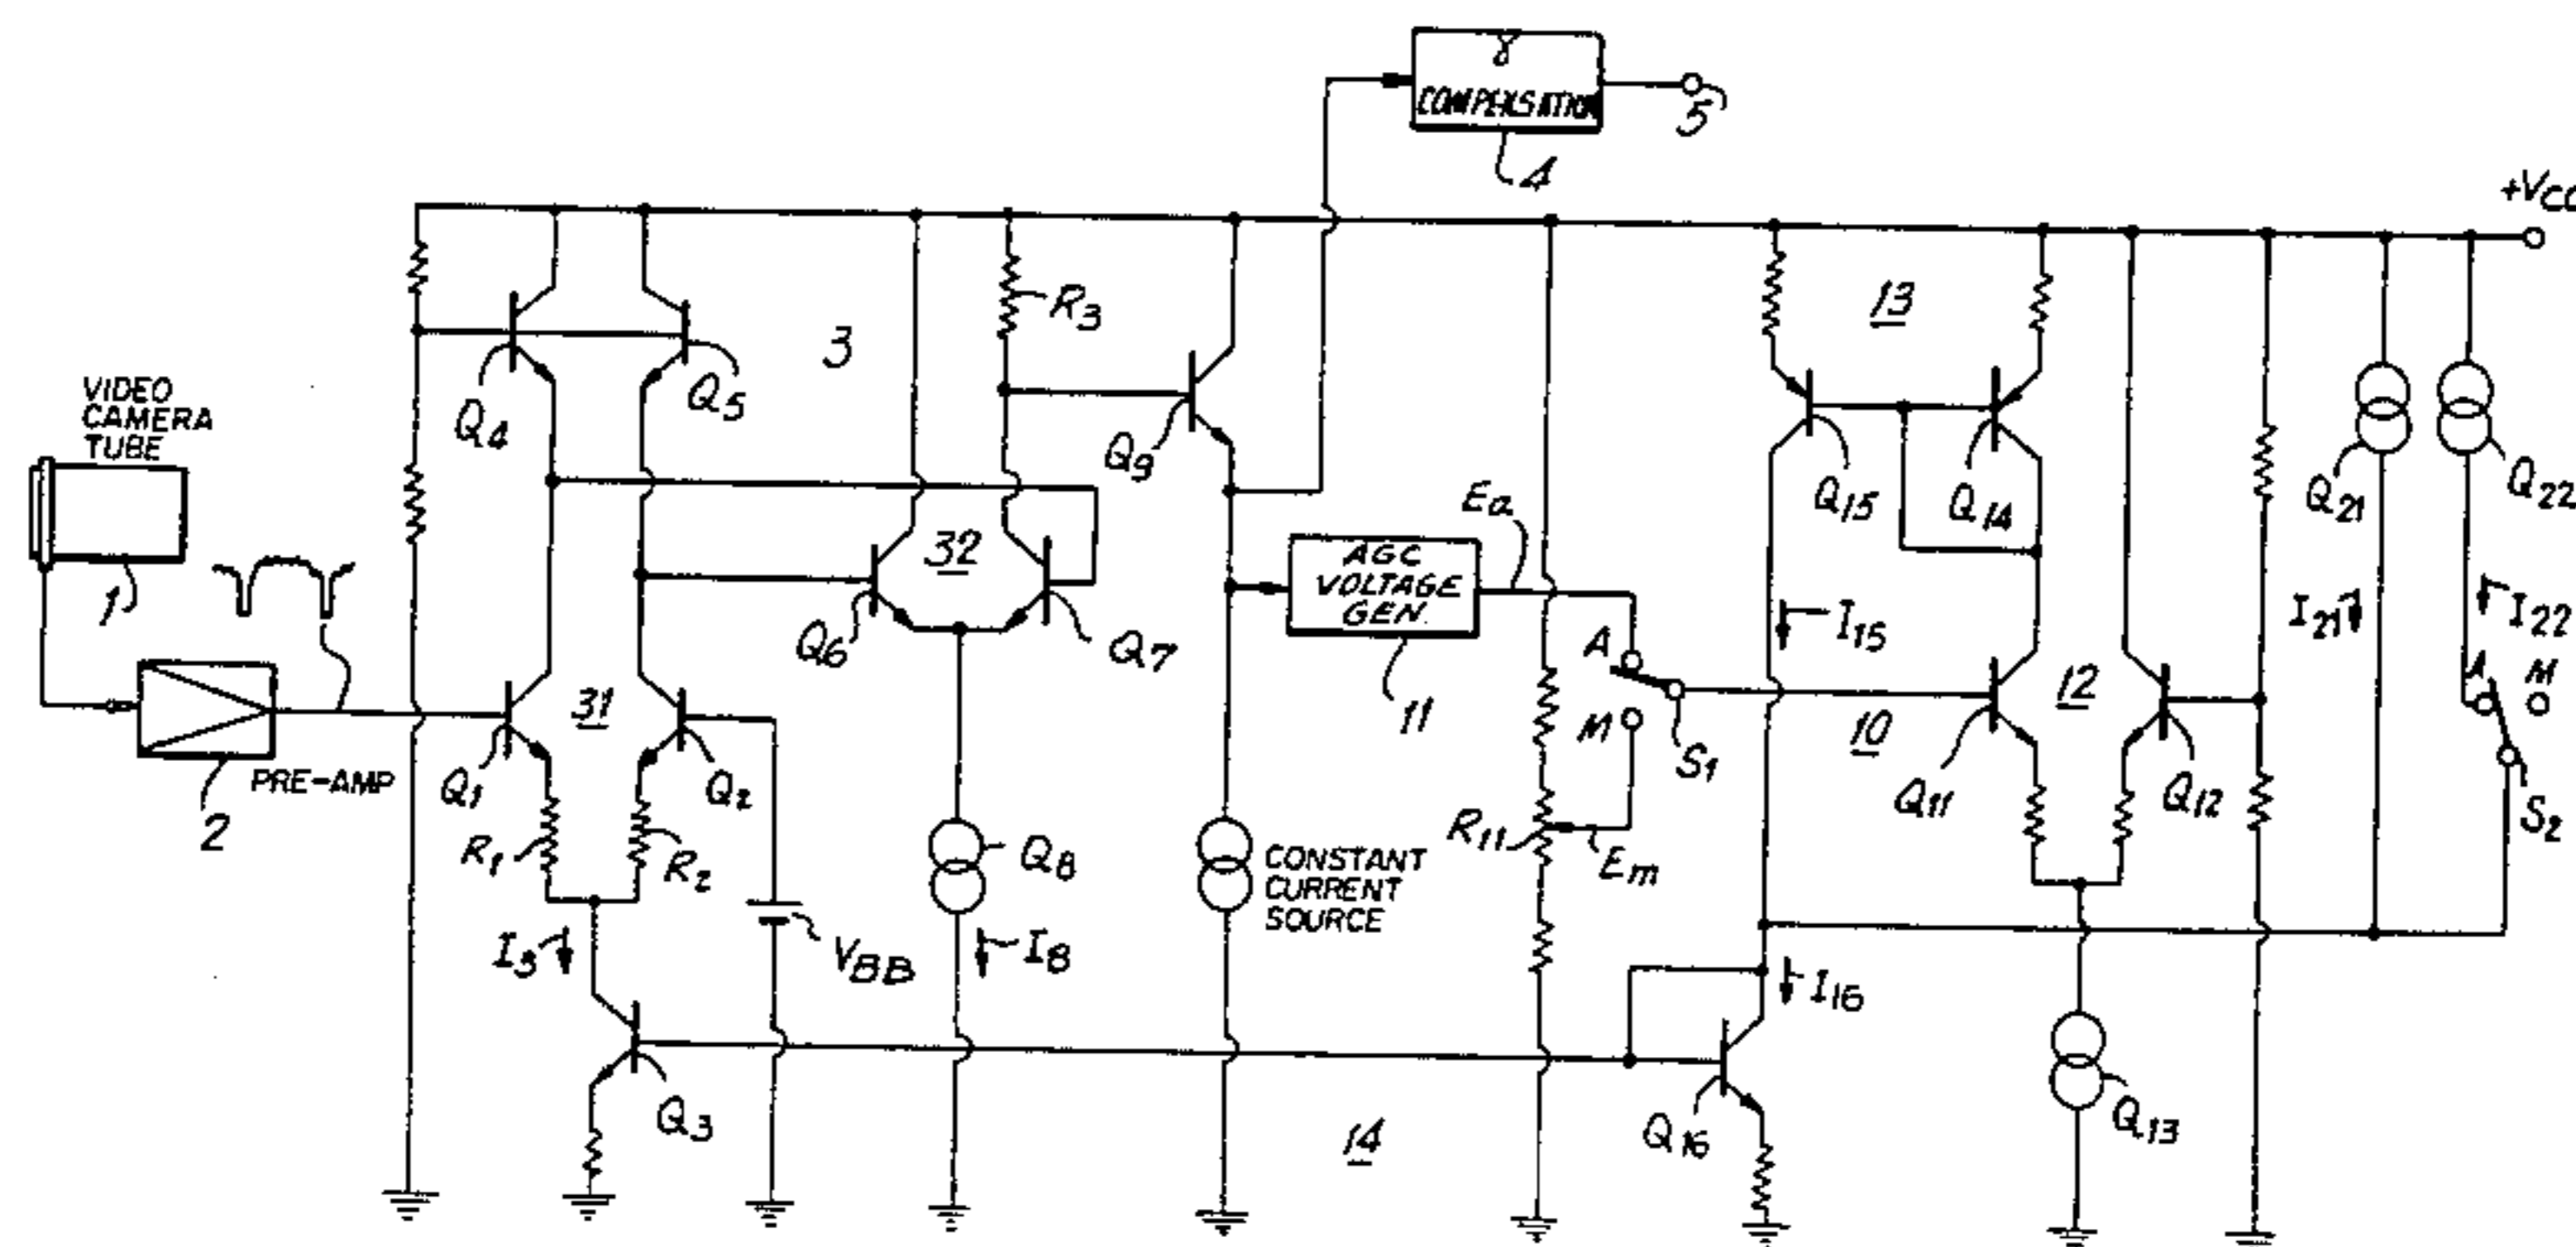 γ
COMPENSATION
5
4
+VCC
R3
13
3
VIDEO
CAMERA
TUBE
Q4
Q5
Q9
Q15
Q14
Q21
Q22
Ea
1
32
AGC
VOLTAGE
GEN.
11
Q6
Q7
I15
I21
I22
A
M
S1
A M
S2
31
12
10
PRE-AMP
2
Q1
Q2
Q11
Q12
R1
R2
Q8
CONSTANT
CURRENT
SOURCE
R11
Em
I3
VBB
I8
I16
Q3
14
Q16
Q13